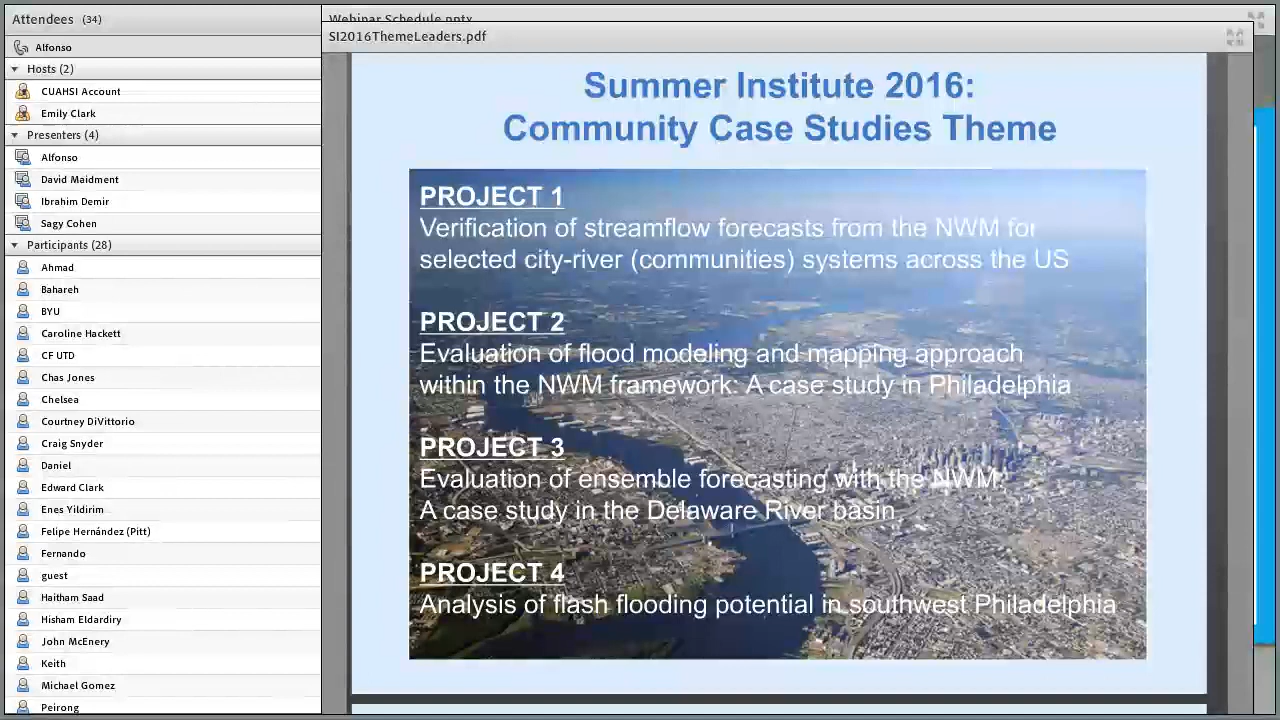 Attendees (34)
Alfonso
Hosts (2)
CUAHSI Account
Emily Clark
Presenters (4)
Alfonso
David Maidment
Ibrahim Demir
Sagy Cohen
Participants (28)
Ahmad
Bahareh
BYU
Caroline Hackett
CF UTD
Chas Jones
Chelsea
Courtney DiVittorio
Craig Snyder
Daniel
Edward Clark
Enes Yildirim
Felipe Hernández (Pitt)
Fernando
guest
Haitham Saad
Hisham Eldardiry
John McEnery
Keith
Michael Gomez
Peirong
Webinar Schedule.pptx
SI2016ThemeLeaders.pdf
Summer Institute 2016:
Community Case Studies Theme
PROJECT 1
Verification of streamflow forecasts from the NWM for
selected city-river (communities) systems across the US
PROJECT 2
Evaluation of flood modeling and mapping approach
within the NWM framework: A case study in Philadelphia
PROJECT 3
Evaluation of ensemble forecasting with the NWM:
A case study in the Delaware River basin
PROJECT 4
Analysis of flash flooding potential in southwest Philadelphia